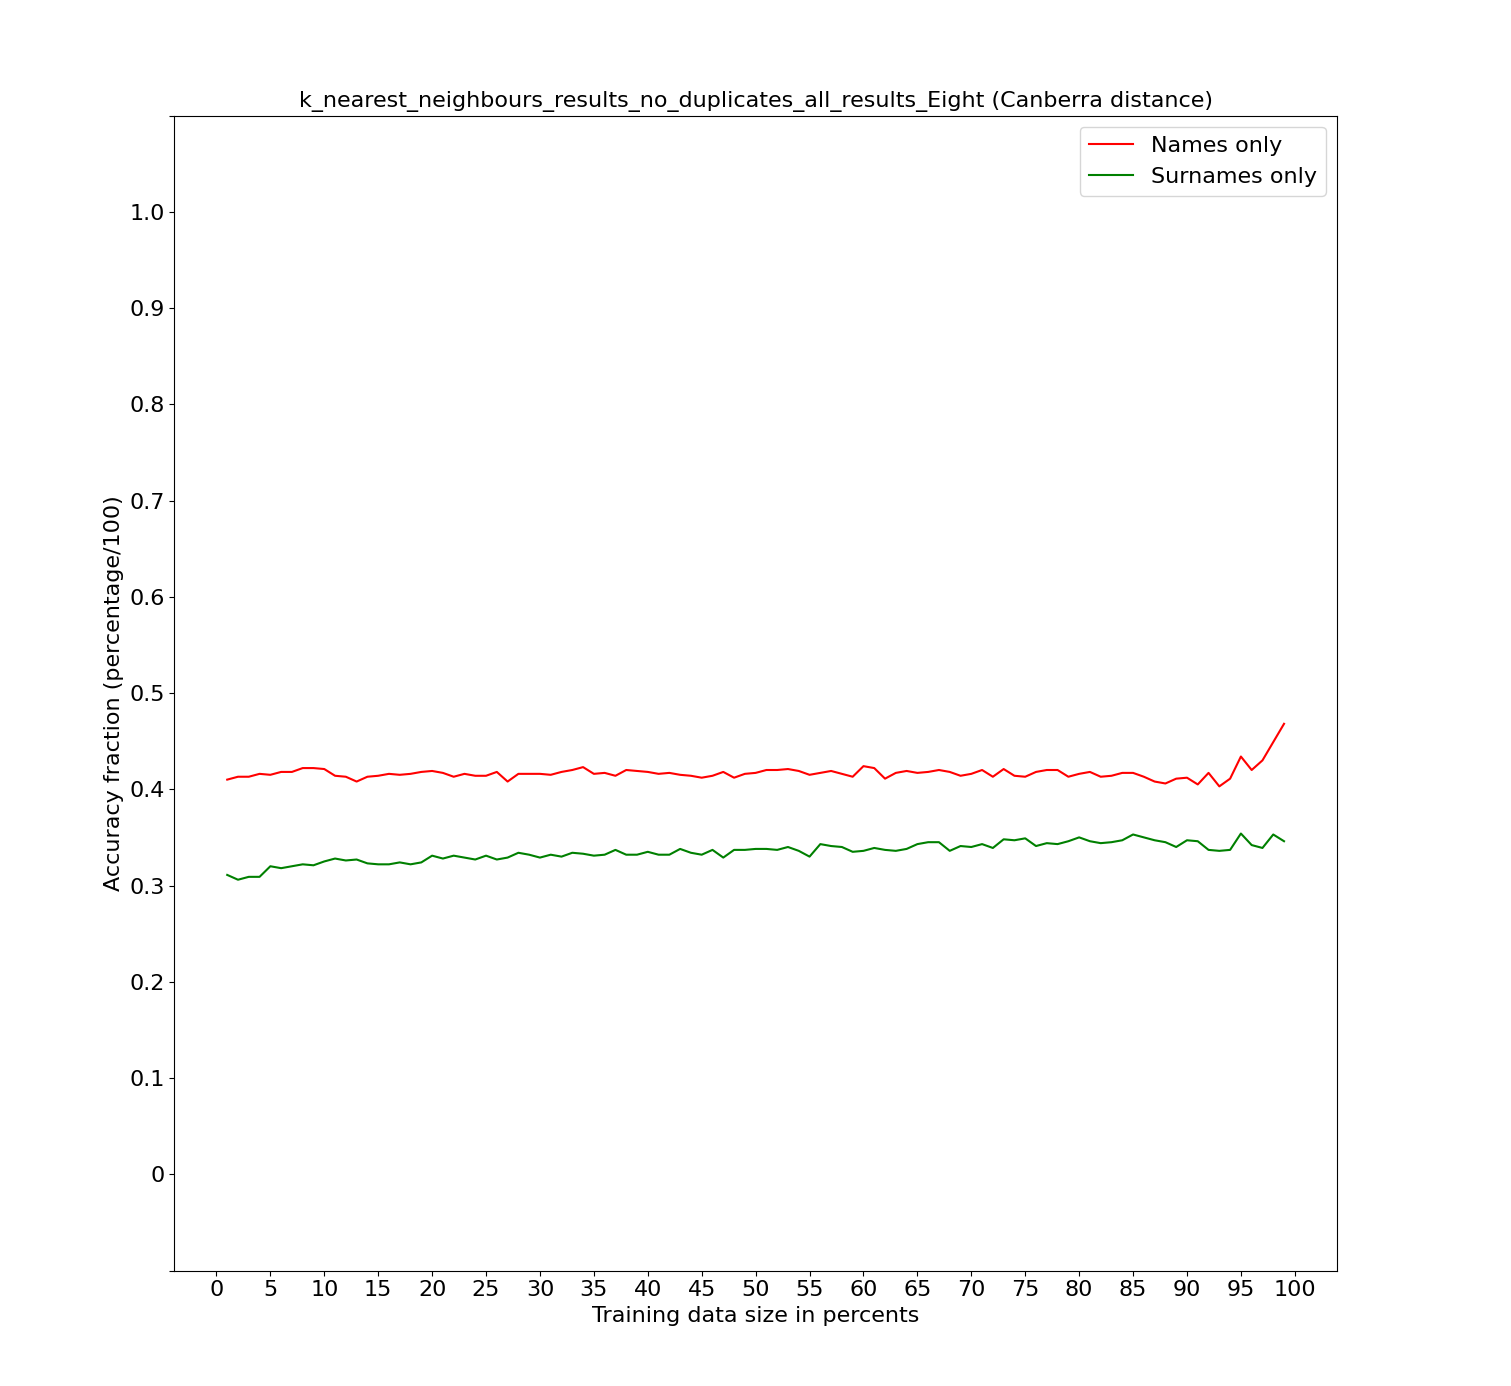 k_nearest_neighbours_results_no_duplicates_all_results_Eight (Canberra distance)
Names only
Surnames only
1.0
0.9
0.8
0.7
0.6
0.5
0.4
0.3
0.2
0.1
0
Accuracy fraction (percentage/100)
0 5 10 15 20 25 30 35 40 45 50 55 60 65 70 75 80 85 90 95 100
Training data size in percents